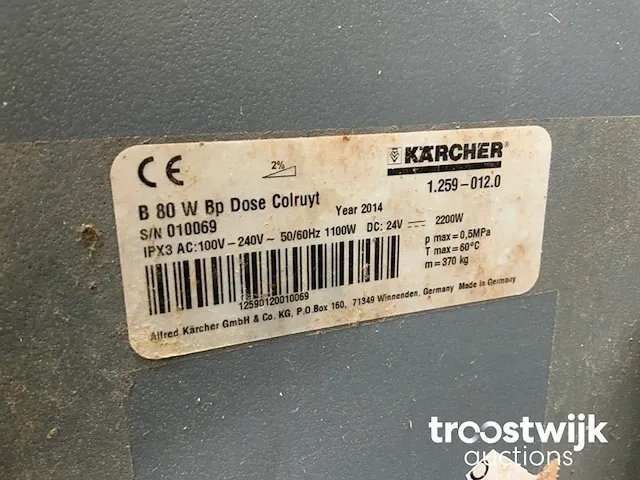 CE
2%
KÄRCHER®
1.259-012.0
B 80 W Bp Dose Colruyt
S/N 010069
Year 2014
IPX3 AC:100V-240V~ 50/60Hz 1100W DC: 24V ⎓ 2200W
p max=0,5MPa
T max=60°C
m=370 kg
12590120010069
Alfred Kärcher GmbH & Co. KG, P.O.Box 160, 71349 Winnenden, Germany Made in Germany
troostwijk
auctions